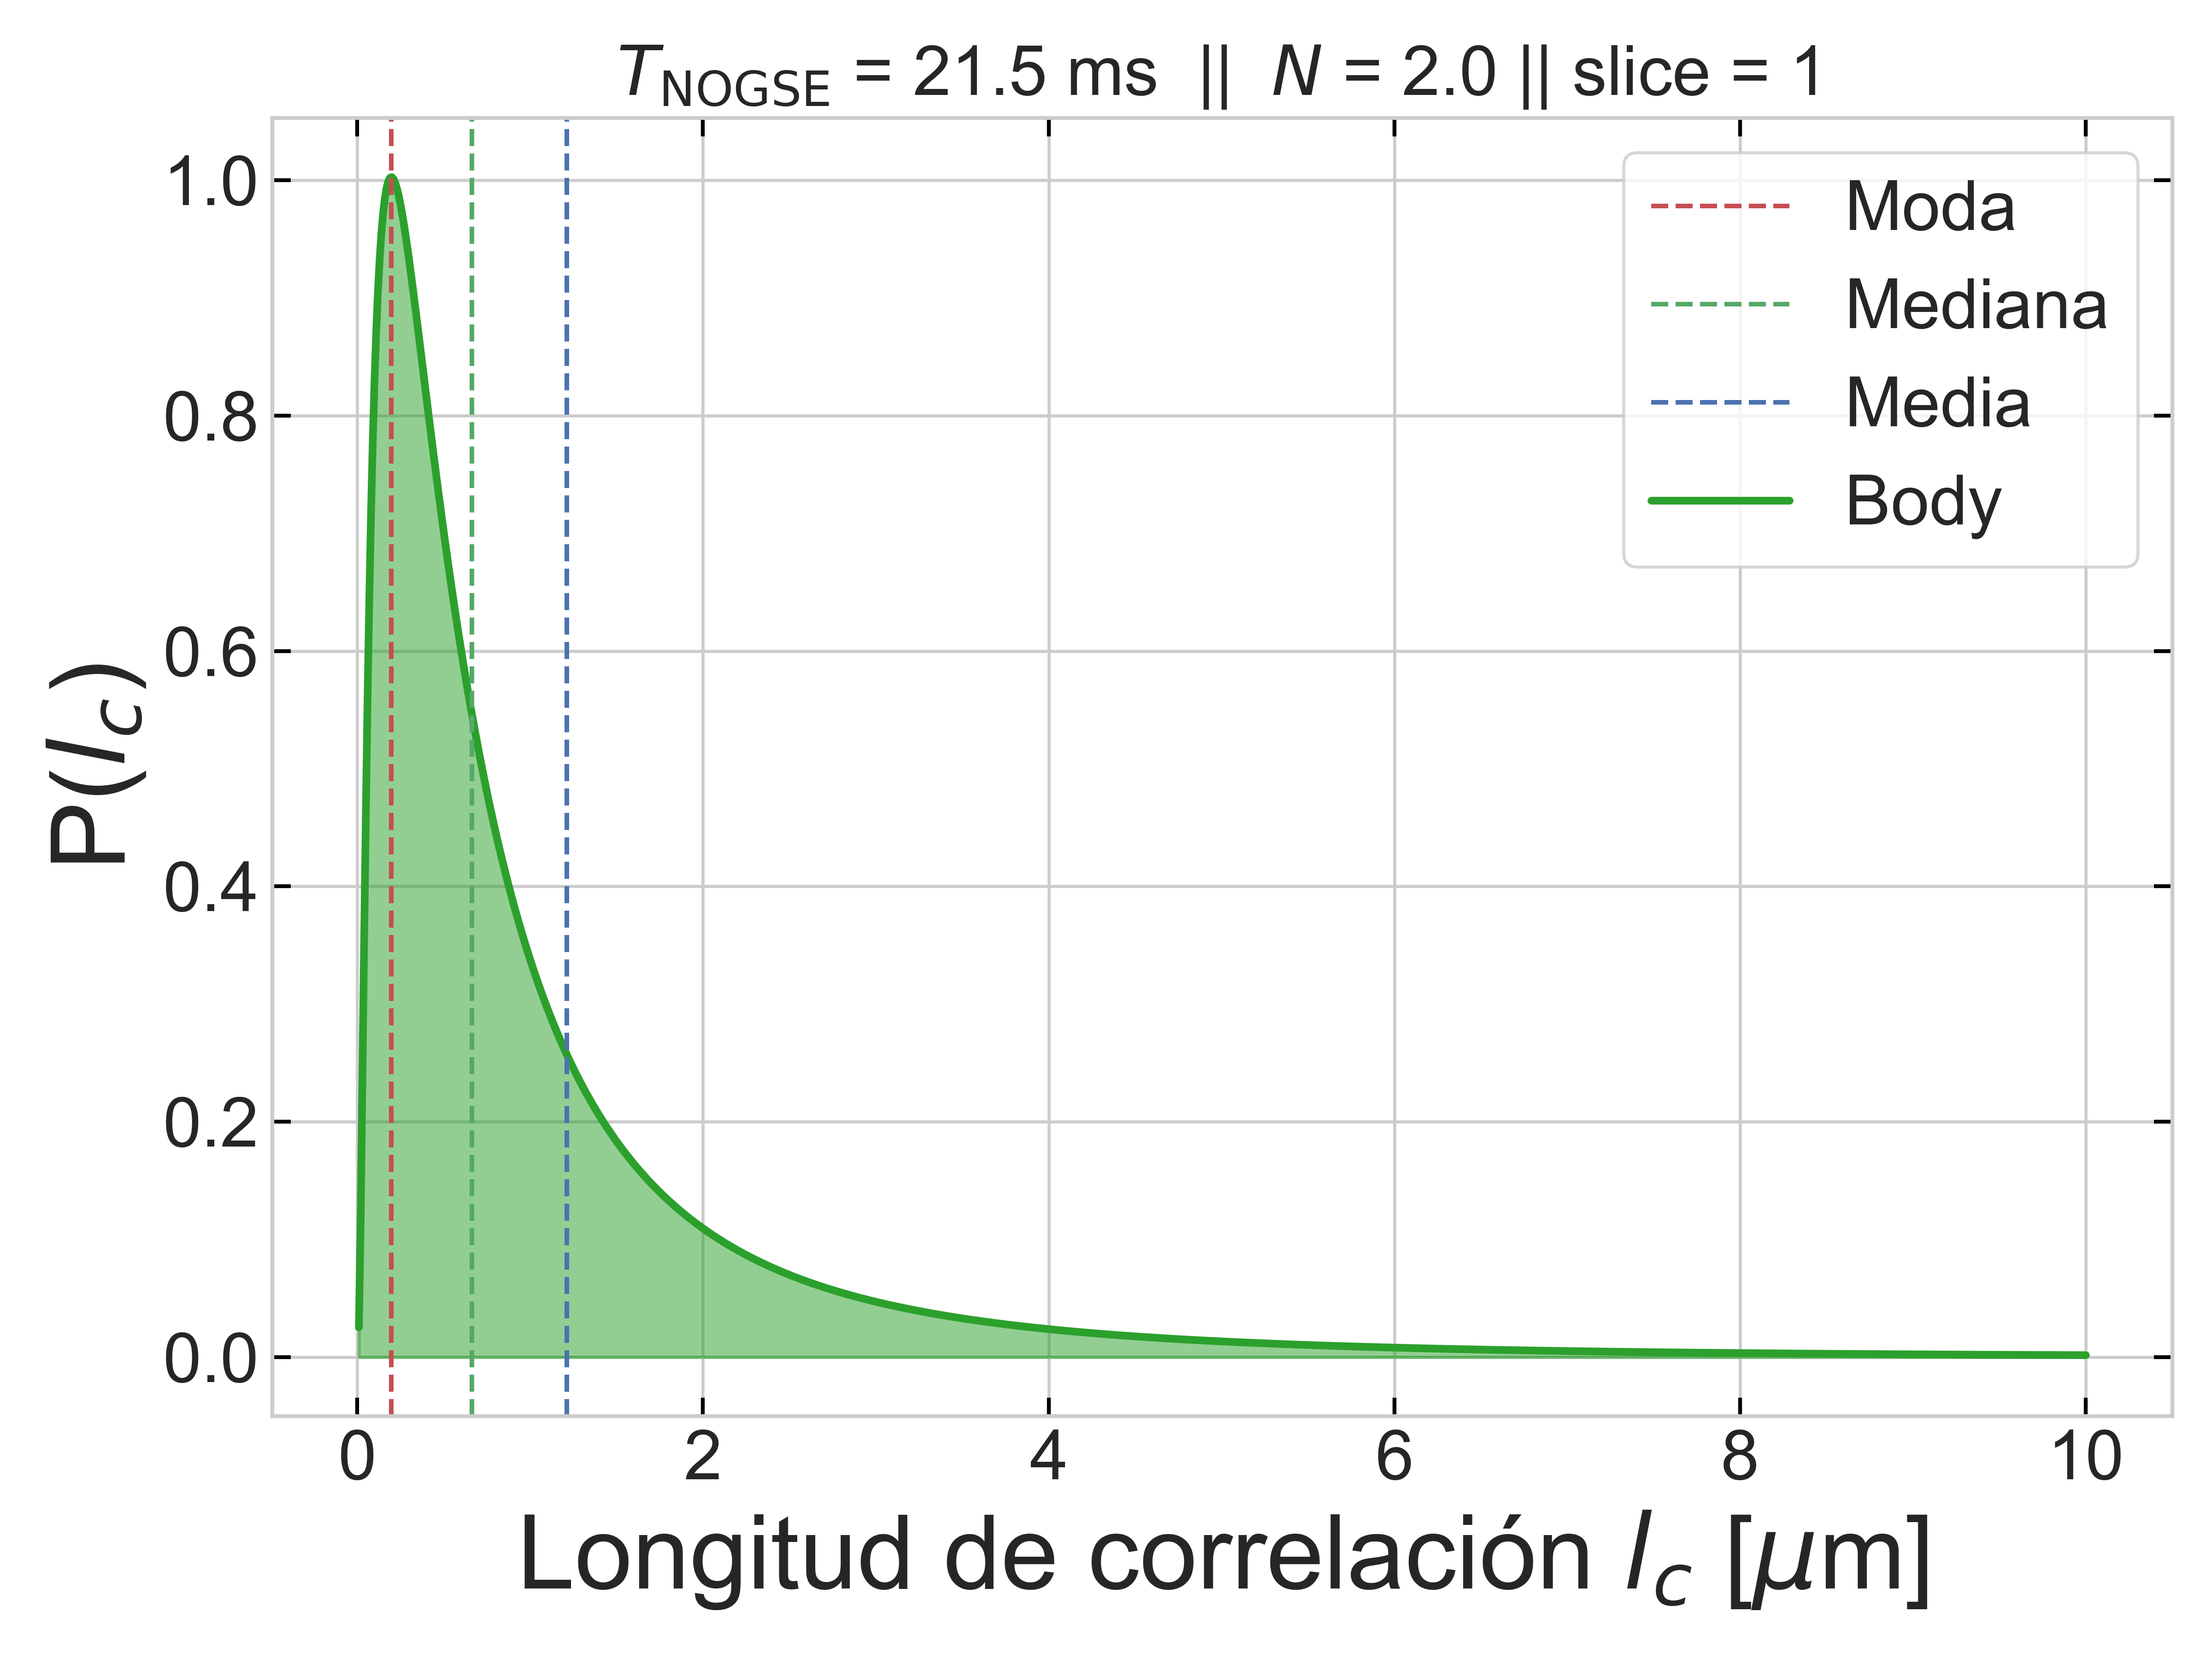 T_NOGSE = 21.5 ms || N = 2.0 || slice = 1
Moda
Mediana
Media
Body
P(l_c)
1.0
0.8
0.6
0.4
0.2
0.0
0 2 4 6 8 10
Longitud de correlación l_c [μm]